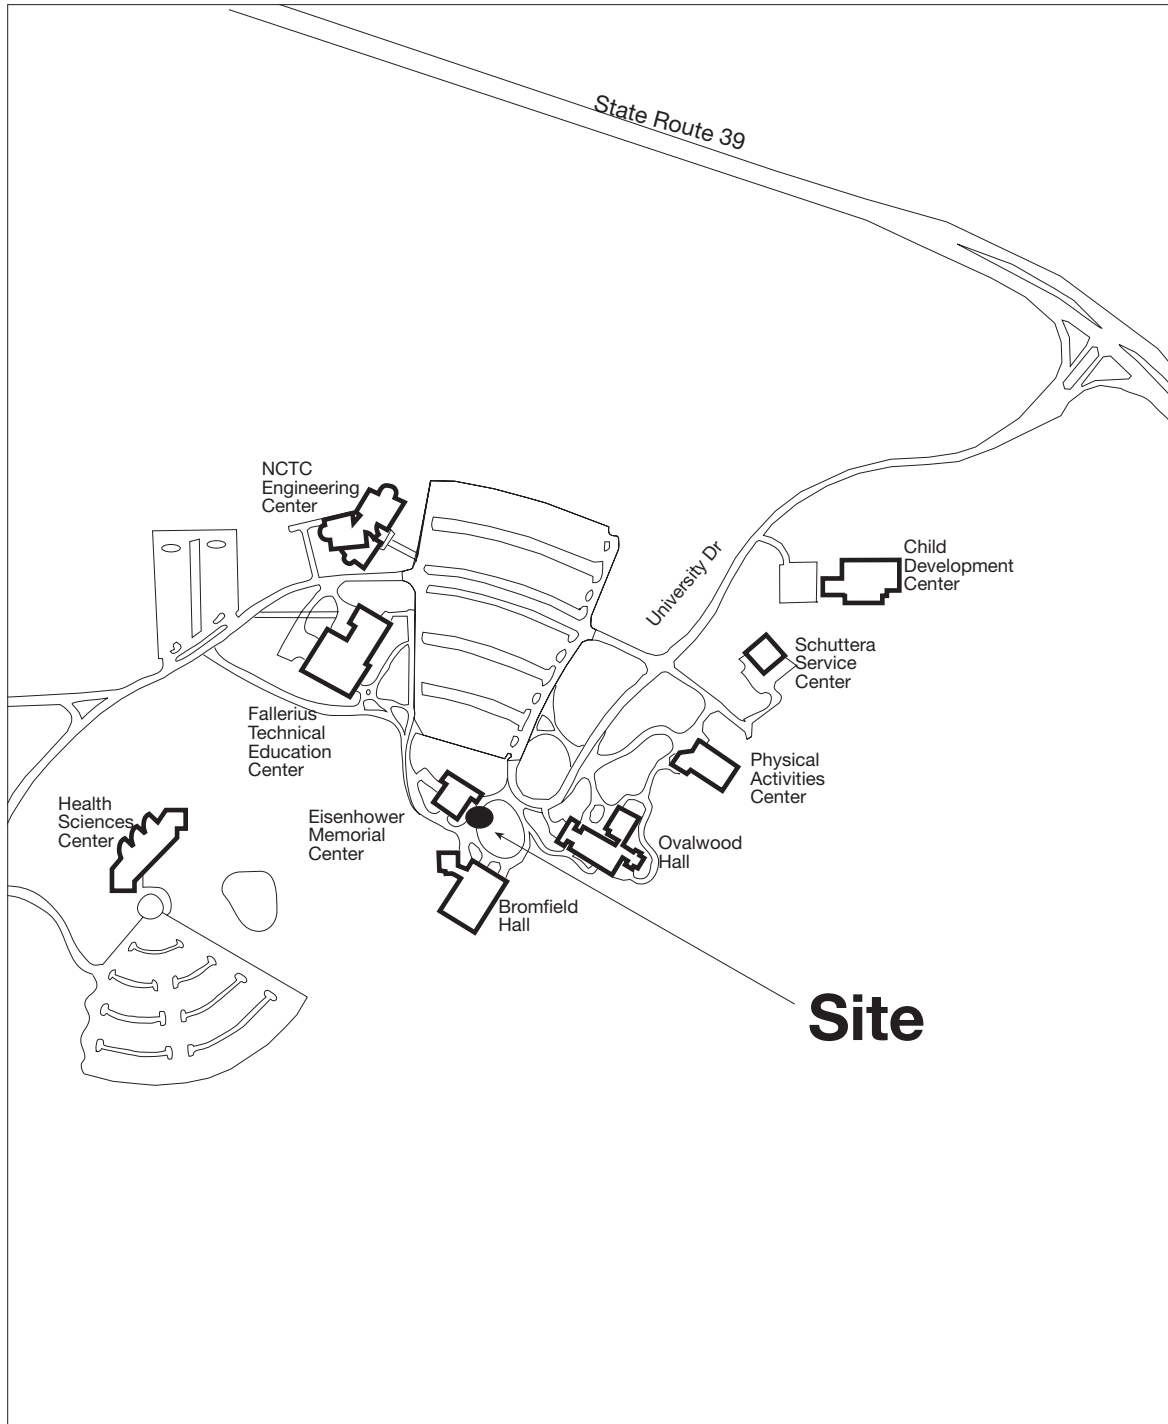 State Route 39
NCTC
Engineering
Center
University Dr
Child
Development
Center
Schuttera
Service
Center
Fallerius
Technical
Education
Center
Physical
Activities
Center
Health
Sciences
Center
Eisenhower
Memorial
Center
Ovalwood
Hall
Bromfield
Hall
Site